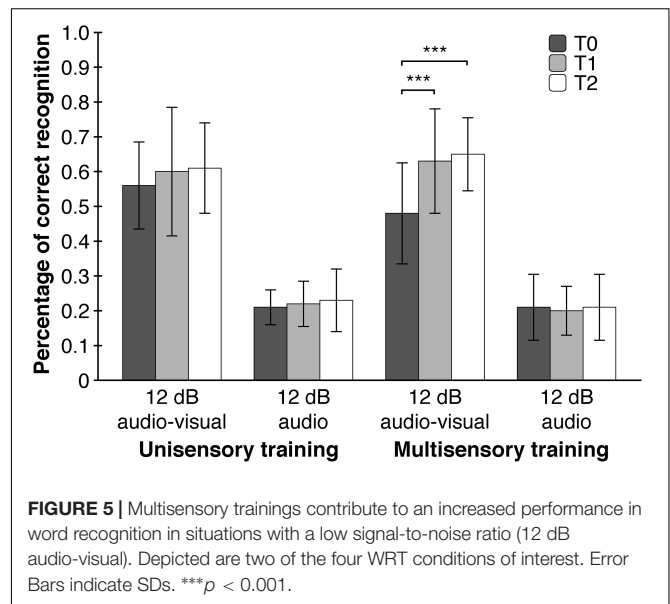 1.0
0.9
0.8
0.7
0.6
0.5
0.4
0.3
0.2
0.1
0
Percentage of correct recognition
***
***
T0
T1
T2
12 dB 12 dB 12 dB 12 dB
audio-visual audio audio-visual audio
Unisensory training Multisensory training
FIGURE 5 | Multisensory trainings contribute to an increased performance in
word recognition in situations with a low signal-to-noise ratio (12 dB
audio-visual). Depicted are two of the four WRT conditions of interest. Error
Bars indicate SDs. ***p < 0.001.